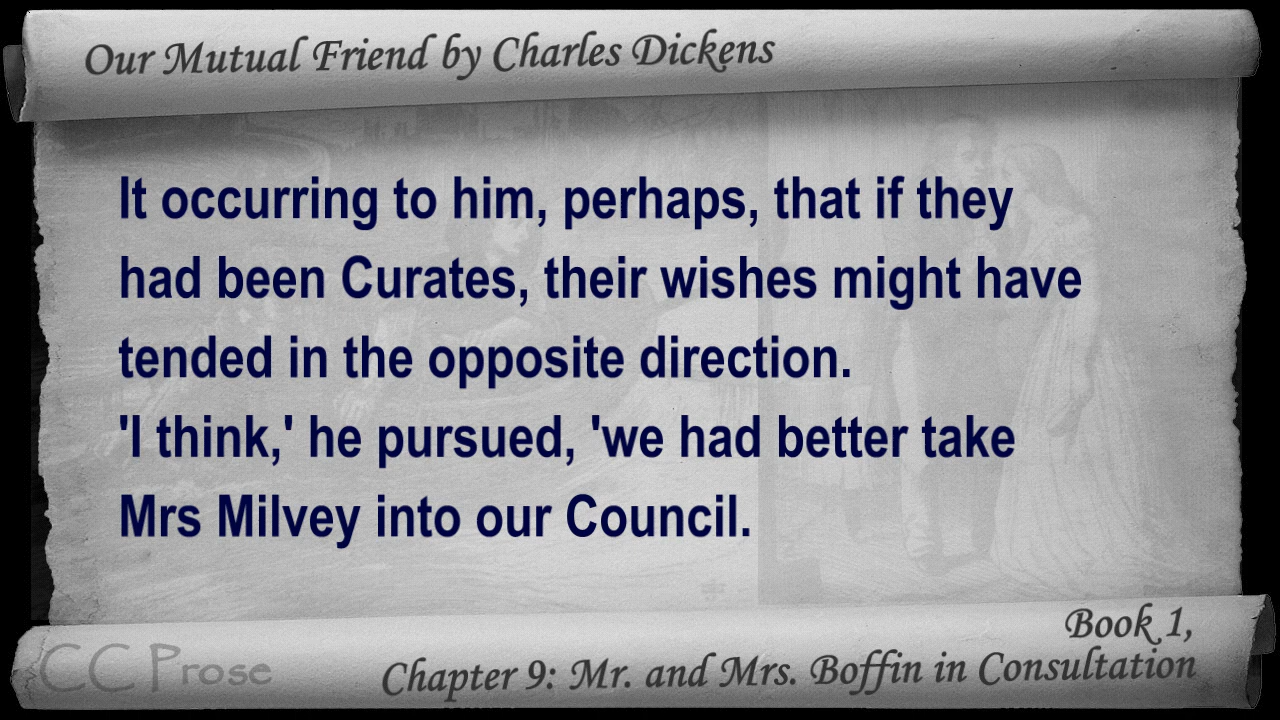 Our Mutual Friend by Charles Dickens
It occurring to him, perhaps, that if they
had been Curates, their wishes might have
tended in the opposite direction.
'I think,' he pursued, 'we had better take
Mrs Milvey into our Council.
Book 1,
CC Prose
Chapter 9: Mr. and Mrs. Boffin in Consultation